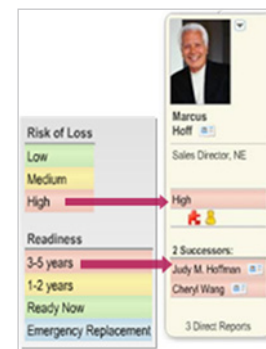 Risk of Loss
Low
Medium
High
Readiness
3-5 years
1-2 years
Ready Now
Emergency Replacement
Marcus
Hoff
Sales Director, NE
High
2 Successors:
Judy M. Hoffman
Cheryl Wang
3 Direct Reports